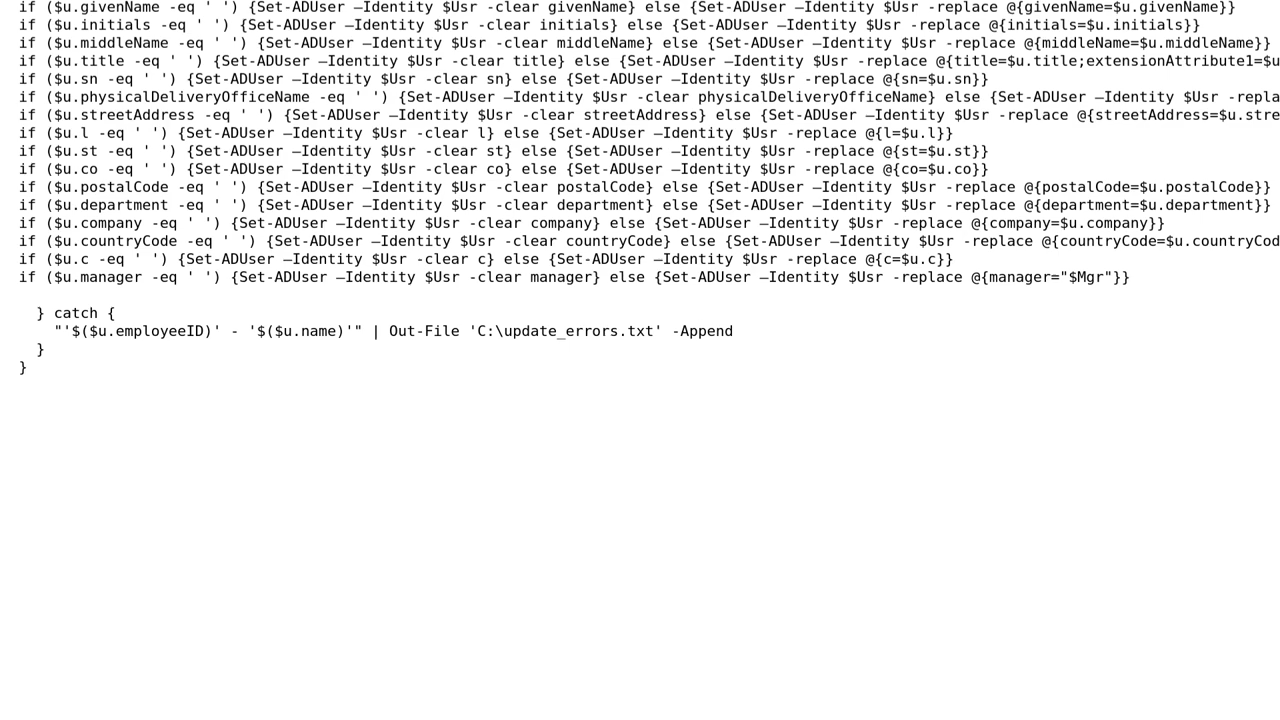 if ($u.givenName -eq ' ') {Set-ADUser –Identity $Usr -clear givenName} else {Set-ADUser –Identity $Usr -replace @{givenName=$u.givenName}}
if ($u.initials -eq ' ') {Set-ADUser –Identity $Usr -clear initials} else {Set-ADUser –Identity $Usr -replace @{initials=$u.initials}}
if ($u.middleName -eq ' ') {Set-ADUser –Identity $Usr -clear middleName} else {Set-ADUser –Identity $Usr -replace @{middleName=$u.middleName}}
if ($u.title -eq ' ') {Set-ADUser –Identity $Usr -clear title} else {Set-ADUser –Identity $Usr -replace @{title=$u.title;extensionAttribute1=$u
if ($u.sn -eq ' ') {Set-ADUser –Identity $Usr -clear sn} else {Set-ADUser –Identity $Usr -replace @{sn=$u.sn}}
if ($u.physicalDeliveryOfficeName -eq ' ') {Set-ADUser –Identity $Usr -clear physicalDeliveryOfficeName} else {Set-ADUser –Identity $Usr -repla
if ($u.streetAddress -eq ' ') {Set-ADUser –Identity $Usr -clear streetAddress} else {Set-ADUser –Identity $Usr -replace @{streetAddress=$u.stre
if ($u.l -eq ' ') {Set-ADUser –Identity $Usr -clear l} else {Set-ADUser –Identity $Usr -replace @{l=$u.l}}
if ($u.st -eq ' ') {Set-ADUser –Identity $Usr -clear st} else {Set-ADUser –Identity $Usr -replace @{st=$u.st}}
if ($u.co -eq ' ') {Set-ADUser –Identity $Usr -clear co} else {Set-ADUser –Identity $Usr -replace @{co=$u.co}}
if ($u.postalCode -eq ' ') {Set-ADUser –Identity $Usr -clear postalCode} else {Set-ADUser –Identity $Usr -replace @{postalCode=$u.postalCode}}
if ($u.department -eq ' ') {Set-ADUser –Identity $Usr -clear department} else {Set-ADUser –Identity $Usr -replace @{department=$u.department}}
if ($u.company -eq ' ') {Set-ADUser –Identity $Usr -clear company} else {Set-ADUser –Identity $Usr -replace @{company=$u.company}}
if ($u.countryCode -eq ' ') {Set-ADUser –Identity $Usr -clear countryCode} else {Set-ADUser –Identity $Usr -replace @{countryCode=$u.countryCod
if ($u.c -eq ' ') {Set-ADUser –Identity $Usr -clear c} else {Set-ADUser –Identity $Usr -replace @{c=$u.c}}
if ($u.manager -eq ' ') {Set-ADUser –Identity $Usr -clear manager} else {Set-ADUser –Identity $Usr -replace @{manager="$Mgr"}}

  } catch {
    "'$($u.employeeID)' - '$($u.name)'" | Out-File 'C:\update_errors.txt' -Append
  }
}